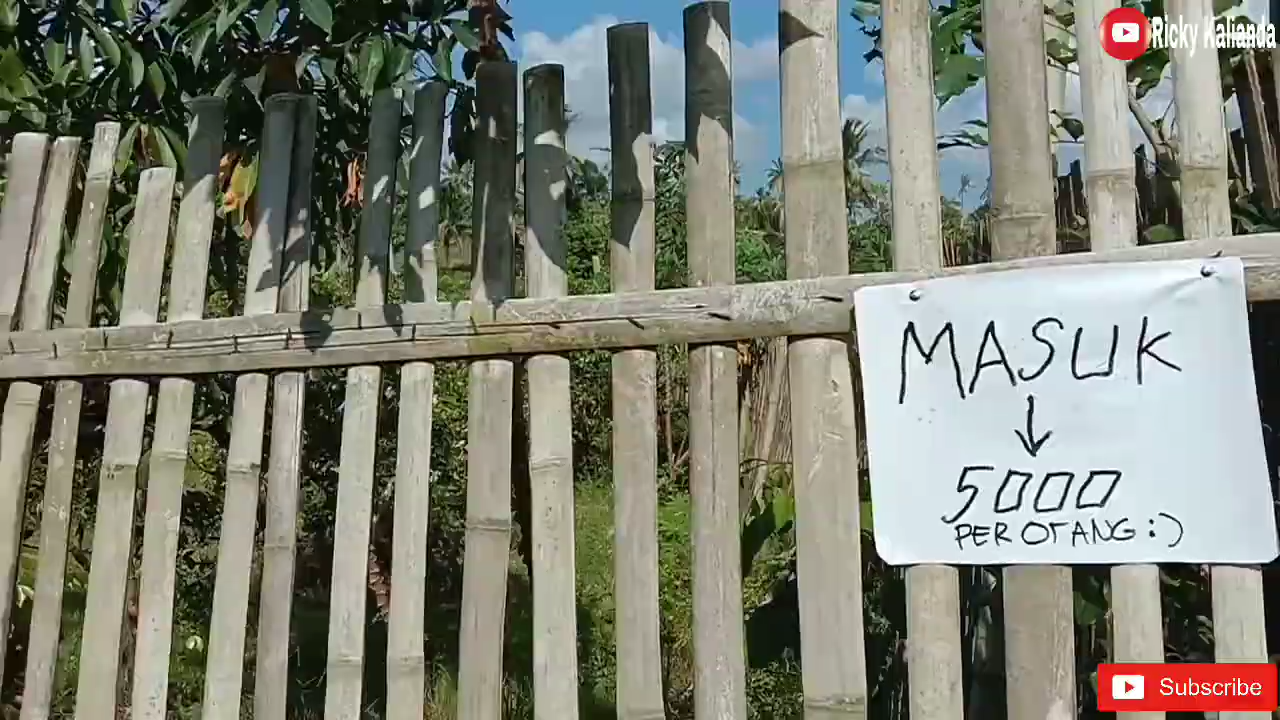 Ricky Kalianda
MASUK
↓
5000
PER OTANG :)
Subscribe